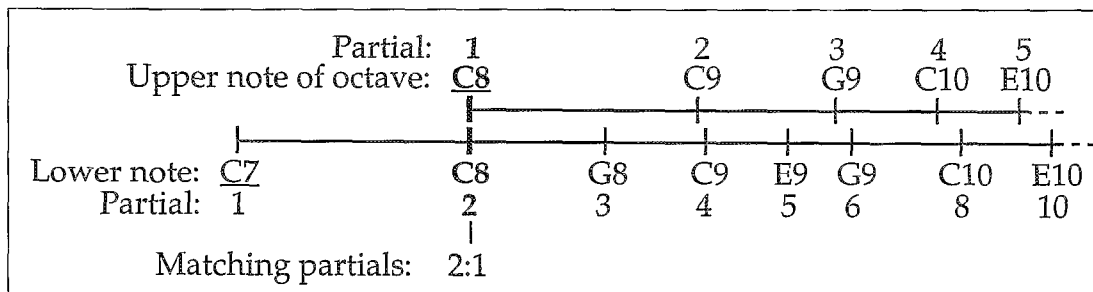 Partial: 1 2 3 4 5
Upper note of octave: C8 C9 G9 C10 E10
Lower note: C7 C8 G8 C9 E9 G9 C10 E10
Partial: 1 2 3 4 5 6 8 10
Matching partials: 2:1